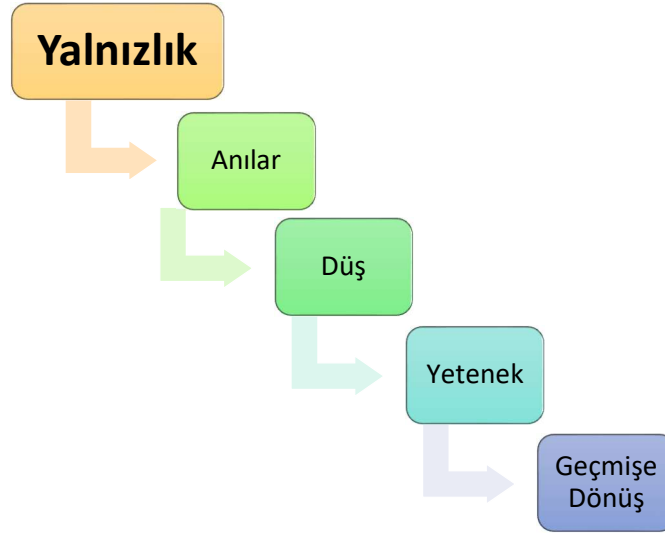 Yalnızlık
Anılar
Düş
Yetenek
Geçmişe
Dönüş